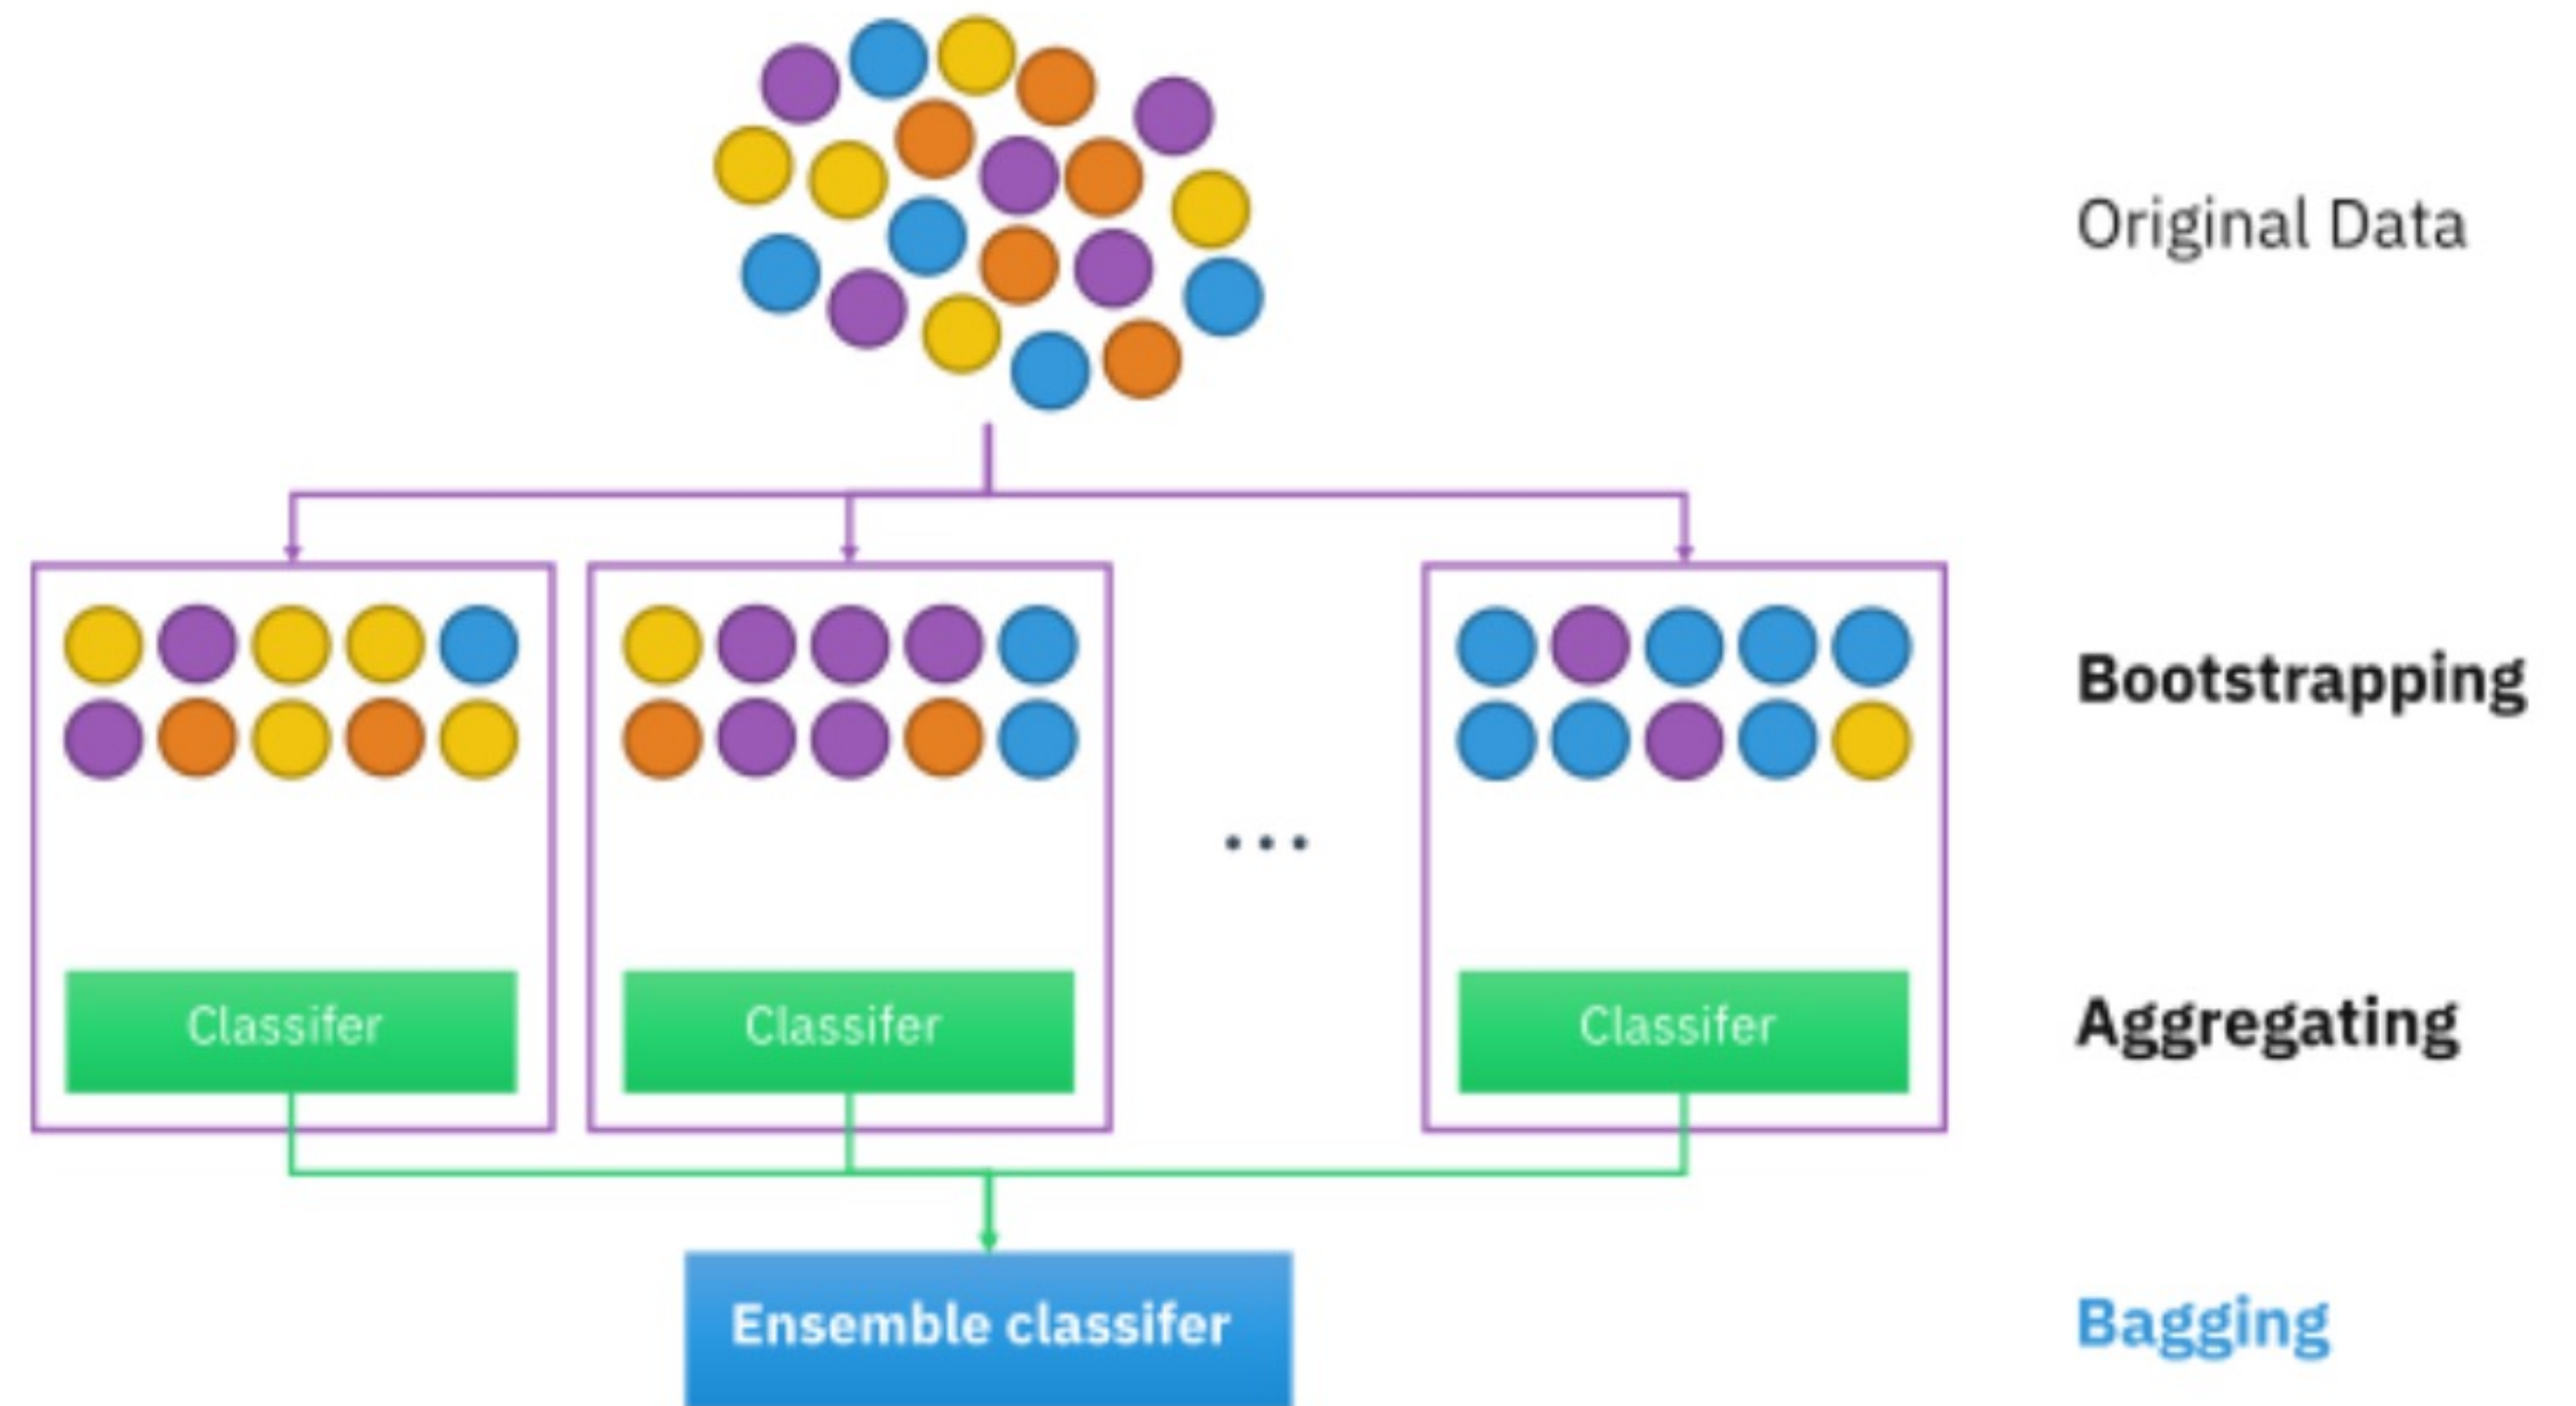 Original Data
Bootstrapping
...
Classifer
Classifer
Classifer
Aggregating
Ensemble classifer
Bagging